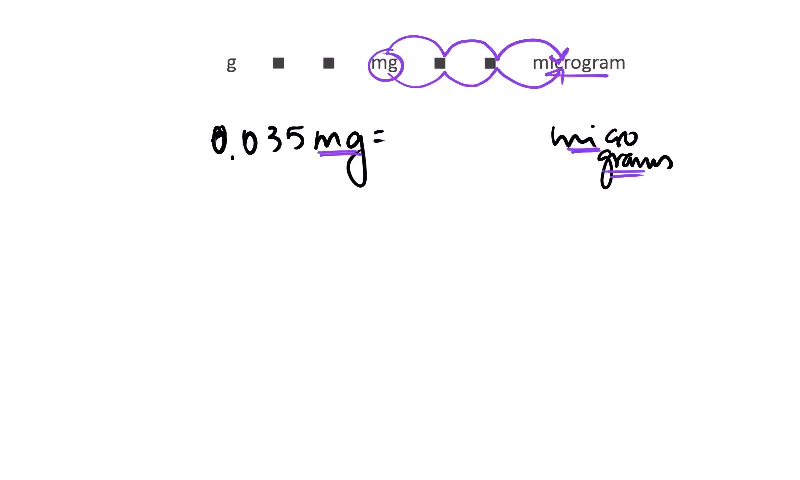 g ■ ■ mg ■ ■ microgram
0.035 mg = micro
grams